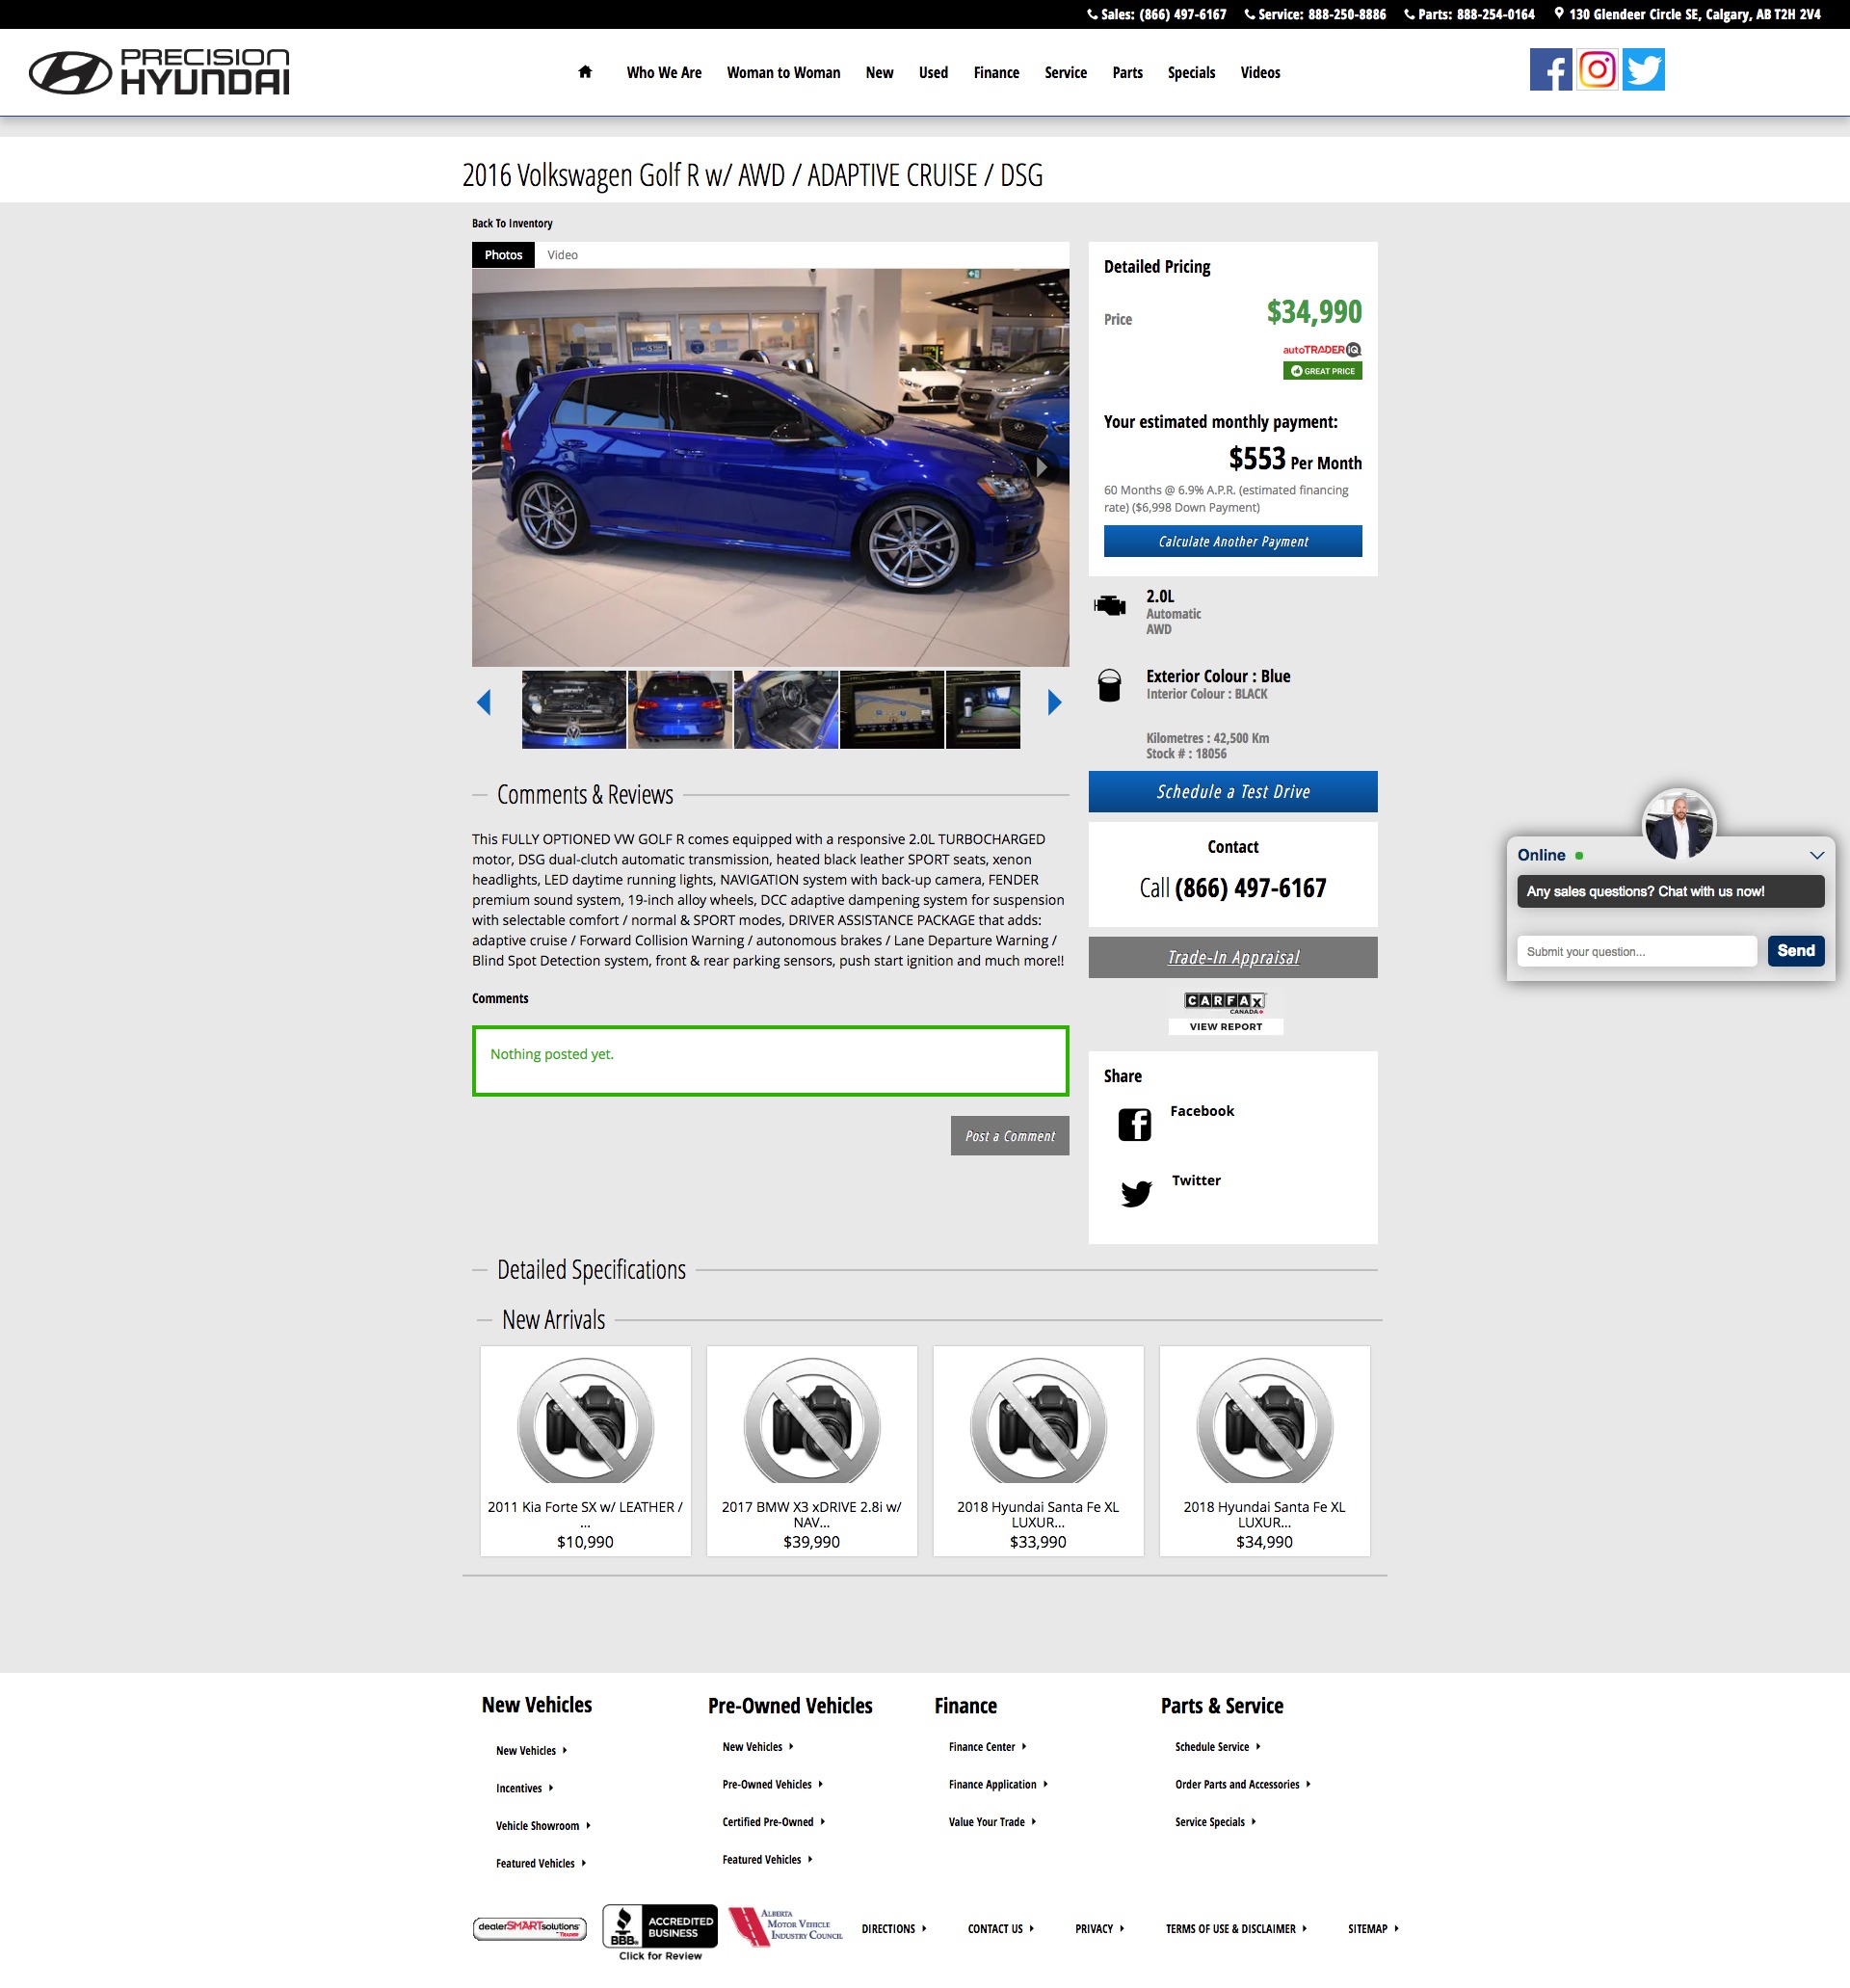 Sales: (866) 497-6167 Service: 888-250-8886 Parts: 888-254-0164 130 Glendeer Circle SE, Calgary, AB T2H 2V4
PRECISION
HYUNDAI
Who We Are Woman to Woman New Used Finance Service Parts Specials Videos
2016 Volkswagen Golf R w/ AWD / ADAPTIVE CRUISE / DSG
Back To Inventory
Photos Video
Detailed Pricing
Price $34,990
autoTRADER iQ
GREAT PRICE
Your estimated monthly payment:
$553 Per Month
60 Months @ 6.9% A.P.R. (estimated financing
rate) ($6,998 Down Payment)
Calculate Another Payment
2.0L
Automatic
AWD
Exterior Colour : Blue
Interior Colour : BLACK
Kilometres : 42,500 Km
Stock # : 18056
Schedule a Test Drive
Contact
Call (866) 497-6167
Trade-In Appraisal
CARFAX
CANADA
VIEW REPORT
Share
Facebook
Twitter
Comments & Reviews
This FULLY OPTIONED VW GOLF R comes equipped with a responsive 2.0L TURBOCHARGED
motor, DSG dual-clutch automatic transmission, heated black leather SPORT seats, xenon
headlights, LED daytime running lights, NAVIGATION system with back-up camera, FENDER
premium sound system, 19-inch alloy wheels, DCC adaptive dampening system for suspension
with selectable comfort / normal & SPORT modes, DRIVER ASSISTANCE PACKAGE that adds:
adaptive cruise / Forward Collision Warning / autonomous brakes / Lane Departure Warning /
Blind Spot Detection system, front & rear parking sensors, push start ignition and much more!!
Comments
Nothing posted yet.
Post a Comment
Online
Any sales questions? Chat with us now!
Submit your question...
Send
Detailed Specifications
New Arrivals
2011 Kia Forte SX w/ LEATHER /
...
$10,990
2017 BMW X3 xDRIVE 2.8i w/
NAV...
$39,990
2018 Hyundai Santa Fe XL
LUXUR...
$33,990
2018 Hyundai Santa Fe XL
LUXUR...
$34,990
New Vehicles
New Vehicles
Incentives
Vehicle Showroom
Featured Vehicles
Pre-Owned Vehicles
New Vehicles
Pre-Owned Vehicles
Certified Pre-Owned
Featured Vehicles
Finance
Finance Center
Finance Application
Value Your Trade
Parts & Service
Schedule Service
Order Parts and Accessories
Service Specials
dealerSMARTsolutions
BBB. ACCREDITED
BUSINESS
Click for Review
ALBERTA
MOTOR VEHICLE
INDUSTRY COUNCIL
DIRECTIONS CONTACT US PRIVACY TERMS OF USE & DISCLAIMER SITEMAP